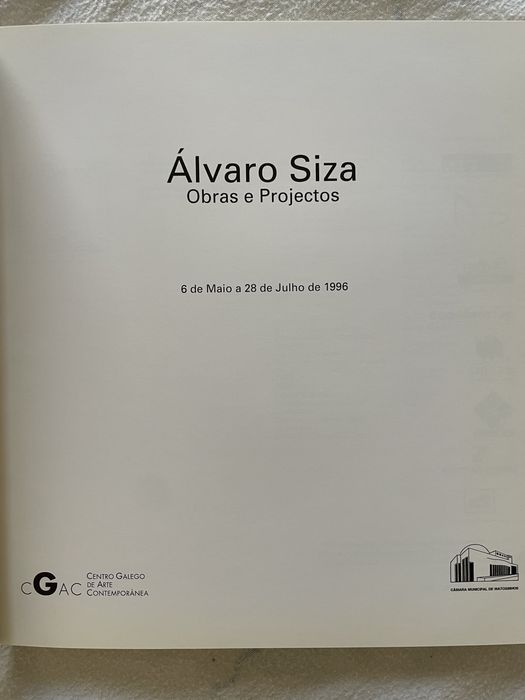 Álvaro Siza
Obras e Projectos
6 de Maio a 28 de Julho de 1996
CGAC
CENTRO GALEGO
DE ARTE
CONTEMPORÁNEA
CÂMARA MUNICIPAL DE MATOSINHOS